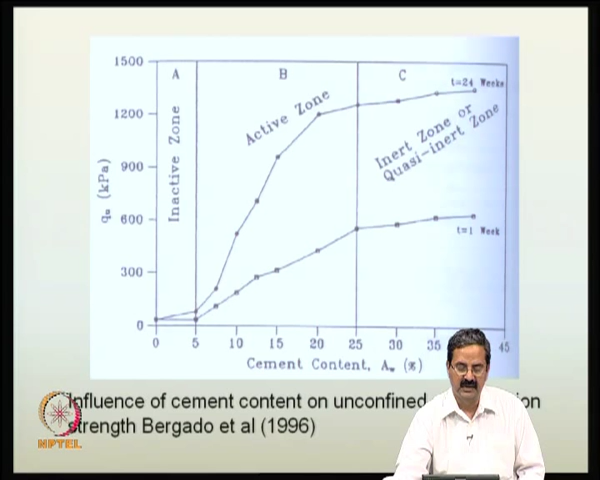 1500
A
B
C
t=24 Weeks
1200
Inactive Zone
Active Zone
Inert Zone or
Quasi-inert Zone
900
qu (kPa)
600
t=1 Week
300
0
0 5 10 15 20 25 30 35 45
Cement Content, Aw (%)
Influence of cement content on unconfined ion
strength Bergado et al (1996)
NPTEL